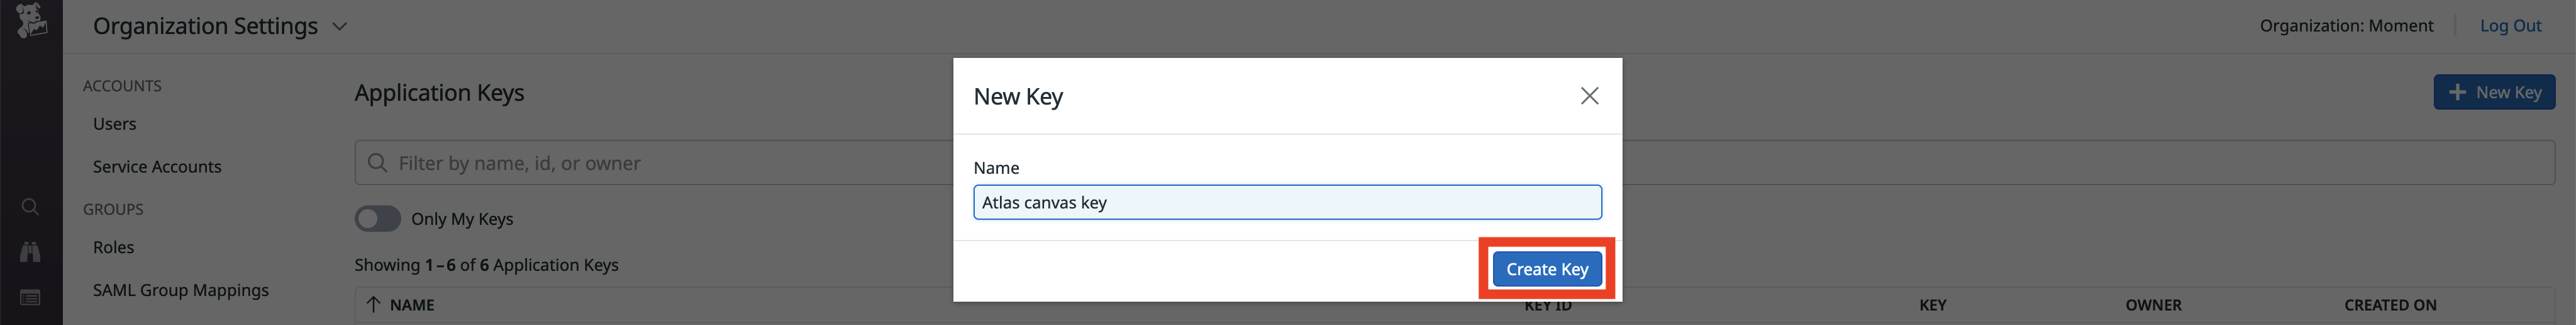 Organization Settings
Organization: Moment
Log Out
ACCOUNTS
Users
Service Accounts
GROUPS
Roles
SAML Group Mappings
Application Keys
New Key
Filter by name, id, or owner
Only My Keys
Showing 1–6 of 6 Application Keys
NAME
KEY ID
KEY
OWNER
CREATED ON
New Key
Name
Atlas canvas key
Create Key